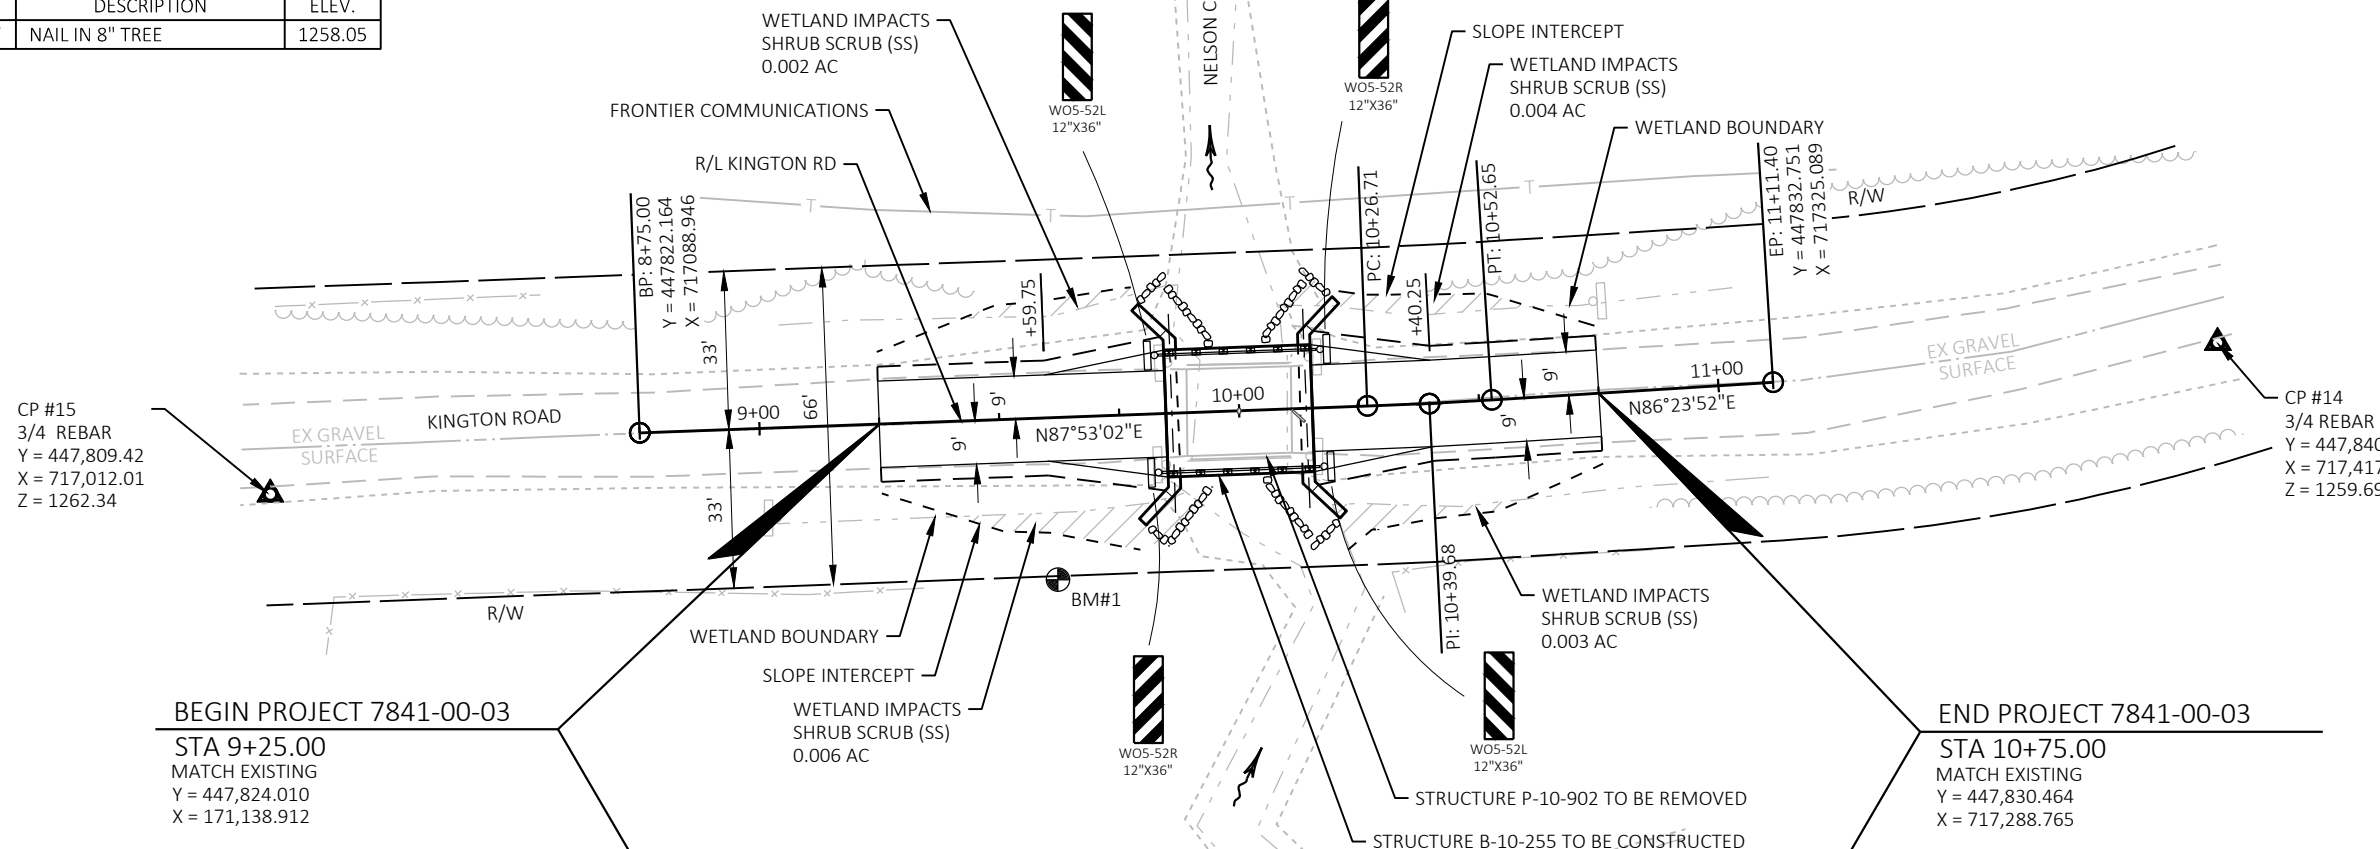 DESCRIPTION
ELEV.
NAIL IN 8" TREE
1258.05
WETLAND IMPACTS
SHRUB SCRUB (SS)
0.002 AC
WO5-52L
12"X36"
NELSON C
WO5-52R
12"X36"
SLOPE INTERCEPT
WETLAND IMPACTS
SHRUB SCRUB (SS)
0.004 AC
WETLAND BOUNDARY
FRONTIER COMMUNICATIONS
R/L KINGTON RD
T
T
T
T
BP: 8+75.00
Y = 447822.164
X = 717088.946
+59.75
PC: 10+26.71
+40.25
PT: 10+52.65
EP: 11+11.40
Y = 447832.751
X = 717325.089
R/W
33'
66'
33'
9'
9'
9'
9'
CP #15
3/4 REBAR
Y = 447,809.42
X = 717,012.01
Z = 1262.34
EX GRAVEL
SURFACE
KINGTON ROAD
9+00
N87°53'02"E
10+00
11+00
N86°23'52"E
EX GRAVEL
SURFACE
CP #14
3/4 REBAR
Y = 447,840
X = 717,417
Z = 1259.69
R/W
BM#1
PI: 10+39.68
WETLAND BOUNDARY
SLOPE INTERCEPT
WETLAND IMPACTS
SHRUB SCRUB (SS)
0.006 AC
WO5-52R
12"X36"
WO5-52L
12"X36"
WETLAND IMPACTS
SHRUB SCRUB (SS)
0.003 AC
STRUCTURE P-10-902 TO BE REMOVED
STRUCTURE B-10-255 TO BE CONSTRUCTED
BEGIN PROJECT 7841-00-03
STA 9+25.00
MATCH EXISTING
Y = 447,824.010
X = 171,138.912
END PROJECT 7841-00-03
STA 10+75.00
MATCH EXISTING
Y = 447,830.464
X = 717,288.765